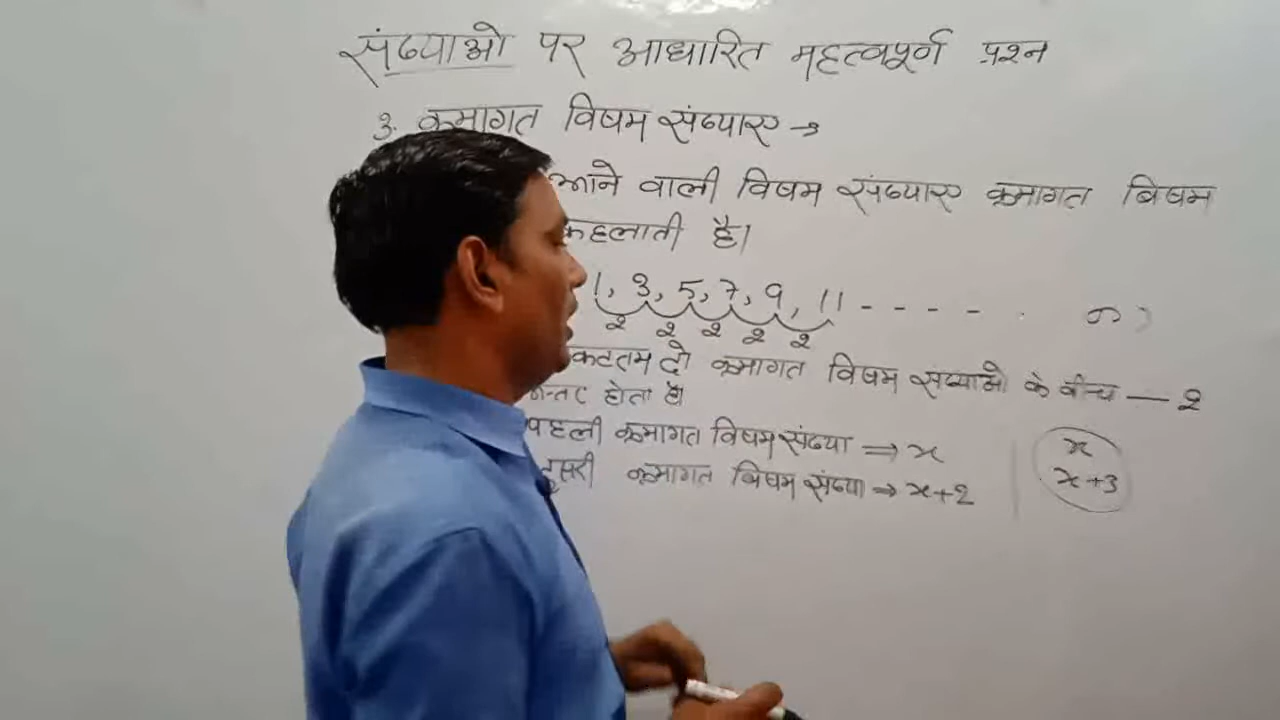 संख्याओ पर आधारित महत्वपूर्ण प्रश्न
3. क्रमागत विषम संख्याए →
आने वाली विषम संख्याए क्रमागत विषम
कहलाती है।
1, 3, 5, 7, 9, 11 - - - -
2 2 2 2 2
दो क्रमागत विषम संख्याओ के बीच — 2
होता है।
पहली क्रमागत विषम संख्या ⇒ x
दूसरी क्रमागत विषम संख्या ⇒ x+2
x
x+3